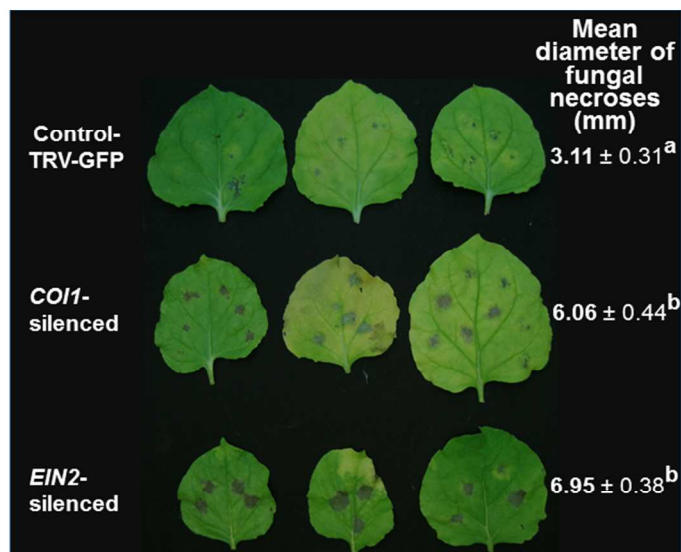 Mean
diameter of
fungal
necroses
(mm)
Control-
TRV-GFP
3.11 ± 0.31a
COI1-
silenced
6.06 ± 0.44b
EIN2-
silenced
6.95 ± 0.38b